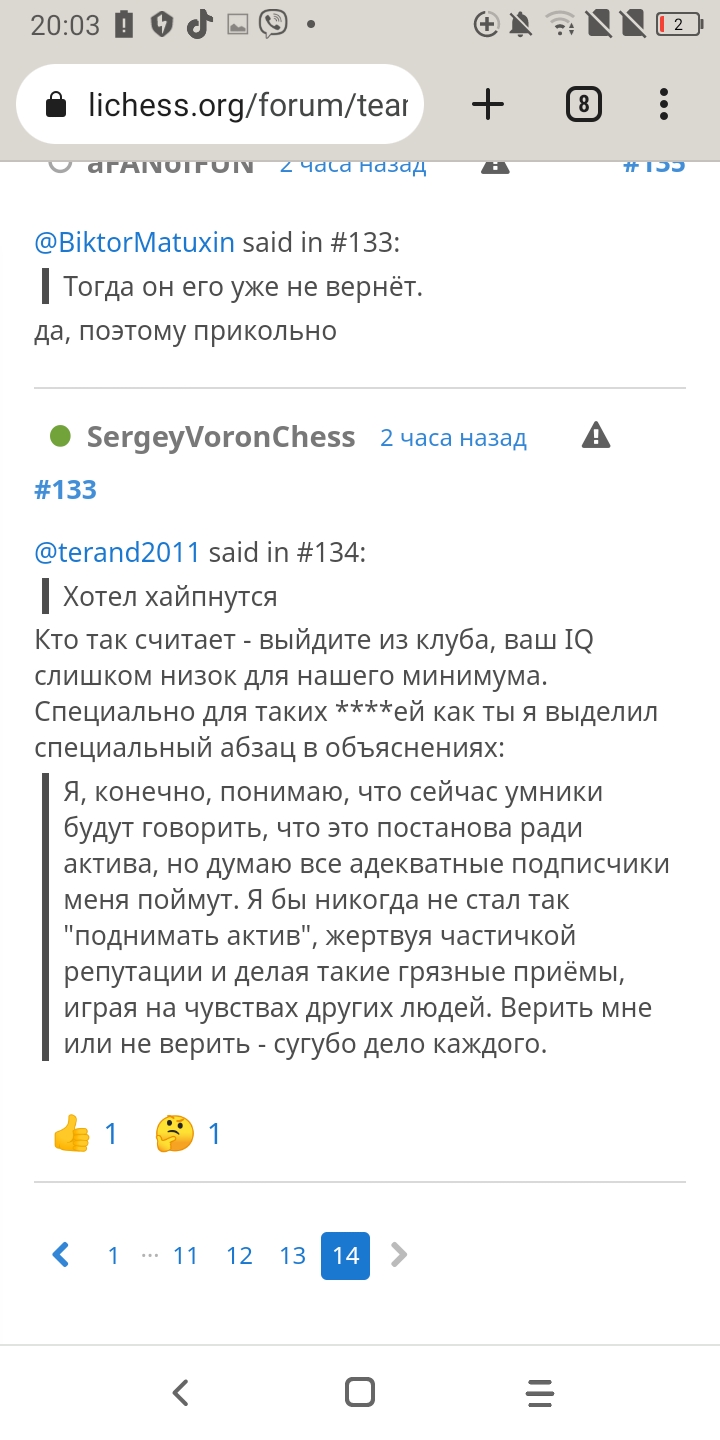 20:03
2
lichess.org/forum/tear
8
aFANofFUN 2 часа назад #135
@BiktorMatuxin said in #133:
Тогда он его уже не вернёт.
да, поэтому прикольно
SergeyVoronChess 2 часа назад
#133
@terand2011 said in #134:
Хотел хайпнутся
Кто так считает - выйдите из клуба, ваш IQ
слишком низок для нашего минимума.
Специально для таких ****ей как ты я выделил
специальный абзац в объяснениях:
Я, конечно, понимаю, что сейчас умники
будут говорить, что это постанова ради
актива, но думаю все адекватные подписчики
меня поймут. Я бы никогда не стал так
"поднимать актив", жертвуя частичкой
репутации и делая такие грязные приёмы,
играя на чувствах других людей. Верить мне
или не верить - сугубо дело каждого.
1 1
1 ... 11 12 13 14